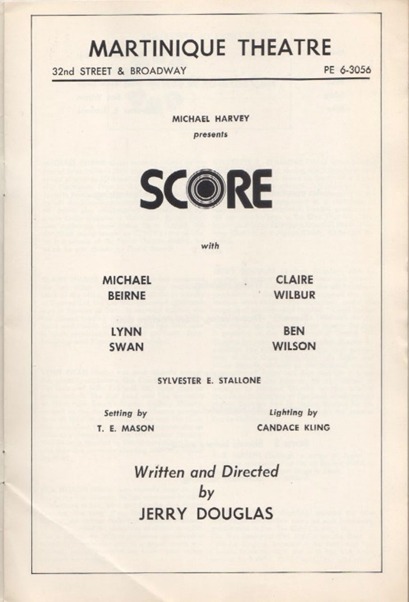 MARTINIQUE THEATRE
32nd STREET & BROADWAY PE 6-3056
MICHAEL HARVEY
presents
SCORE
with
MICHAEL BEIRNE
CLAIRE WILBUR
LYNN SWAN
BEN WILSON
SYLVESTER E. STALLONE
Setting by
T. E. MASON
Lighting by
CANDACE KLING
Written and Directed
by
JERRY DOUGLAS